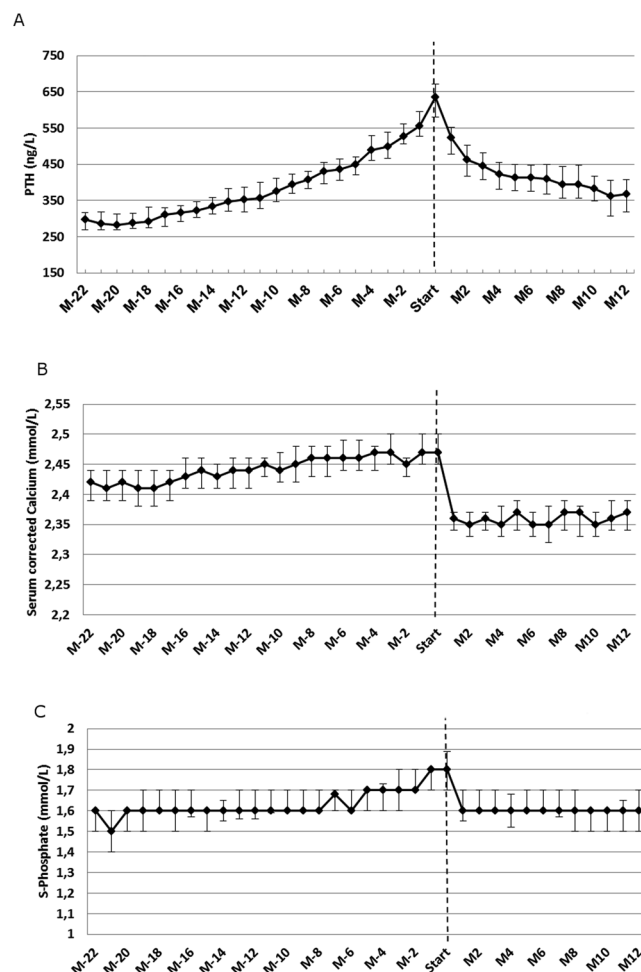 A
PTH (ng/L)
750
650
550
450
350
250
150
M-22 M-20 M-18 M-16 M-14 M-12 M-10 M-8 M-6 M-4 M-2 Start M2 M4 M6 M8 M10 M12
B
Serum corrected Calcium (mmol/L)
2,55
2,5
2,45
2,4
2,35
2,3
2,25
2,2
M-22 M-20 M-18 M-16 M-14 M-12 M-10 M-8 M-6 M-4 M-2 Start M2 M4 M6 M8 M10 M12
C
S-Phosphate (mmol/L)
2
1,9
1,8
1,7
1,6
1,5
1,4
1,3
1,2
1,1
1
M-22 M-20 M-18 M-16 M-14 M-12 M-10 M-8 M-6 M-4 M-2 Start M2 M4 M6 M8 M10 M12